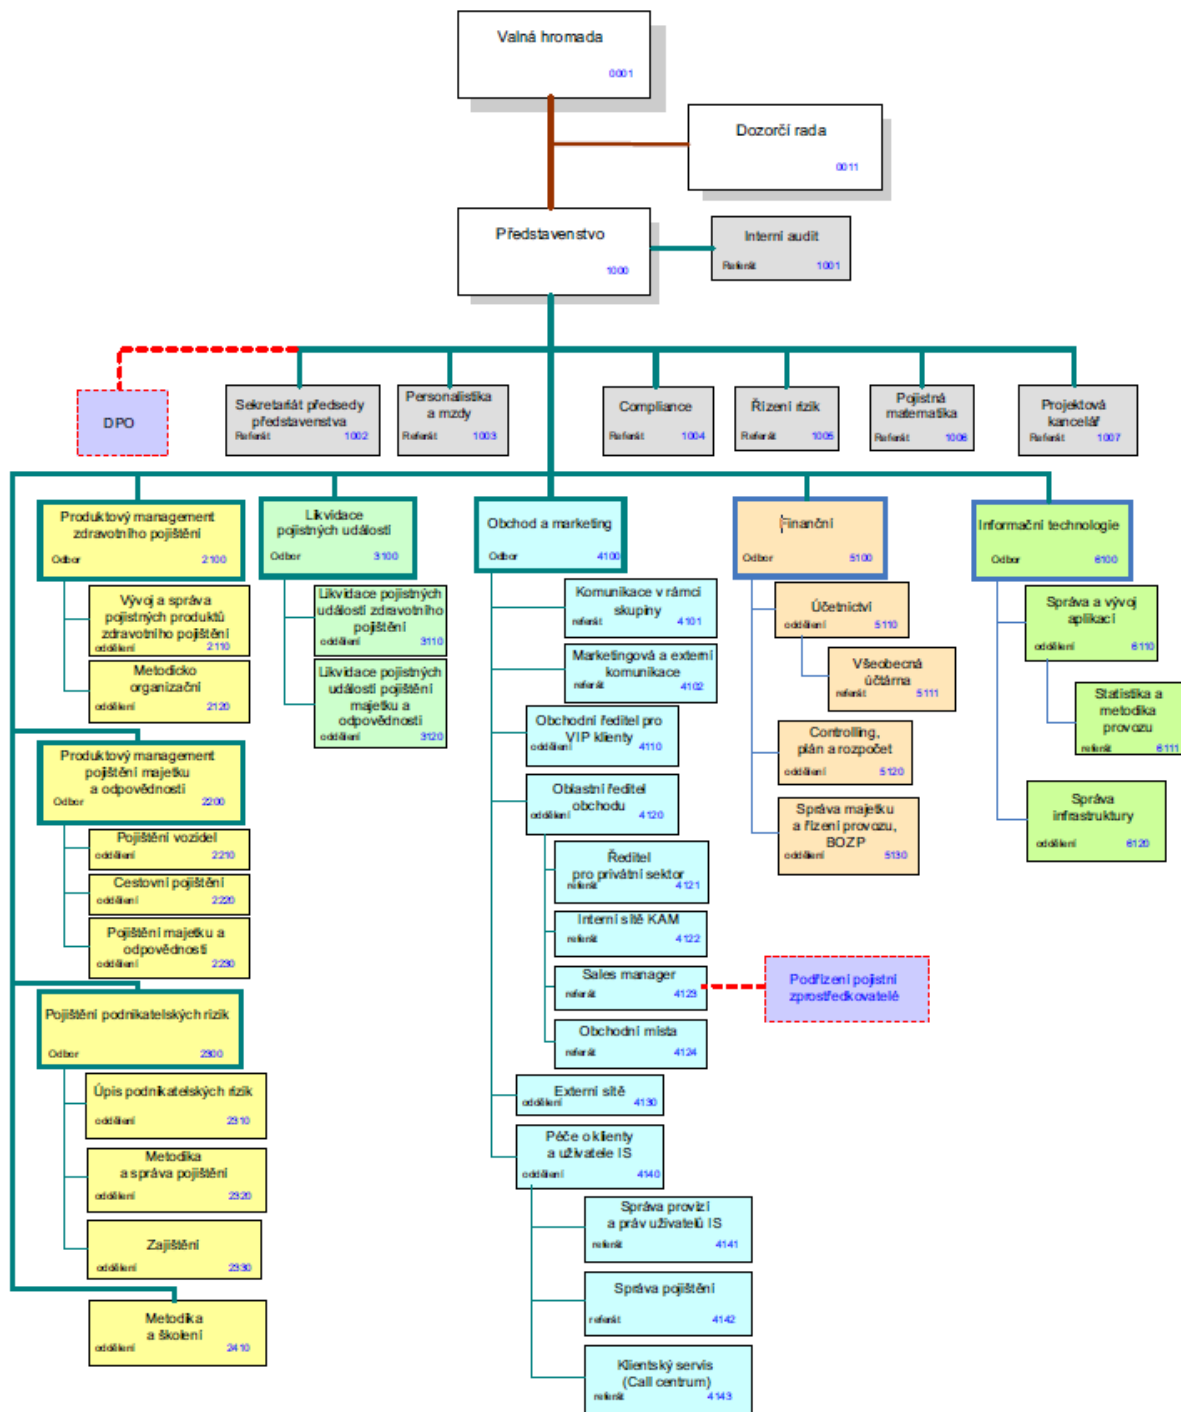 Valná hromada
0001
Dozorčí rada
0011
Představenstvo
1000
Interní audit
Referát 1001
DPO
Sekretariát předsedy
představenstva
Referát 1002
Personalistika
a mzdy
Referát 1003
Compliance
Referát 1004
Řízení rizik
Referát 1005
Pojistná
matematika
Referát 1006
Projektová
kancelář
Referát 1007
Produktový management
zdravotního pojištění
Odbor 2100
Vývoj a správa
pojistných produktů
zdravotního pojištění
oddělení 2110
Metodicko
organizační
oddělení 2120
Produktový management
pojištění majetku
a odpovědnosti
Odbor 2200
Pojištění vozidel
oddělení 2210
Cestovní pojištění
oddělení 2220
Pojištění majetku a
odpovědnosti
oddělení 2230
Pojištění podnikatelských rizik
Odbor 2300
Úpis podnikatelských rizik
oddělení 2310
Metodika
a správa pojištění
oddělení 2320
Zajištění
oddělení 2330
Metodika
a školení
oddělení 2410
Likvidace
pojistných událostí
Odbor 3100
Likvidace pojistných
událostí zdravotního
pojištění
oddělení 3110
Likvidace pojistných
událostí pojištění
majetku a
odpovědnosti
oddělení 3120
Obchod a marketing
Odbor 4100
Komunikace v rámci
skupiny
referát 4101
Marketingová a externí
komunikace
referát 4102
Obchodní ředitel pro
VIP klienty
oddělení 4110
Oblastní ředitel
obchodu
oddělení 4120
Ředitel
pro privátní sektor
referát 4121
Interní sítě KAM
referát 4122
Sales manager
referát 4123
Podřízení pojistní
zprostředkovatelé
Obchodní místa
referát 4124
Externí sítě
oddělení 4130
Péče o klienty
a uživatele IS
oddělení 4140
Správa provizí
a práv uživatelů IS
referát 4141
Správa pojištění
referát 4142
Klientský servis
(Call centrum)
referát 4143
Finanční
Odbor 5100
Účetnictví
oddělení 5110
Všeobecná
účtárna
referát 5111
Controlling,
plán a rozpočet
oddělení 5120
Správa majetku
a řízení provozu,
BOZP
oddělení 5130
Informační technologie
Odbor 6100
Správa a vývoj
aplikací
oddělení 6110
Statistika a
metodika
provozu
referát 6111
Správa
infrastruktury
oddělení 6120